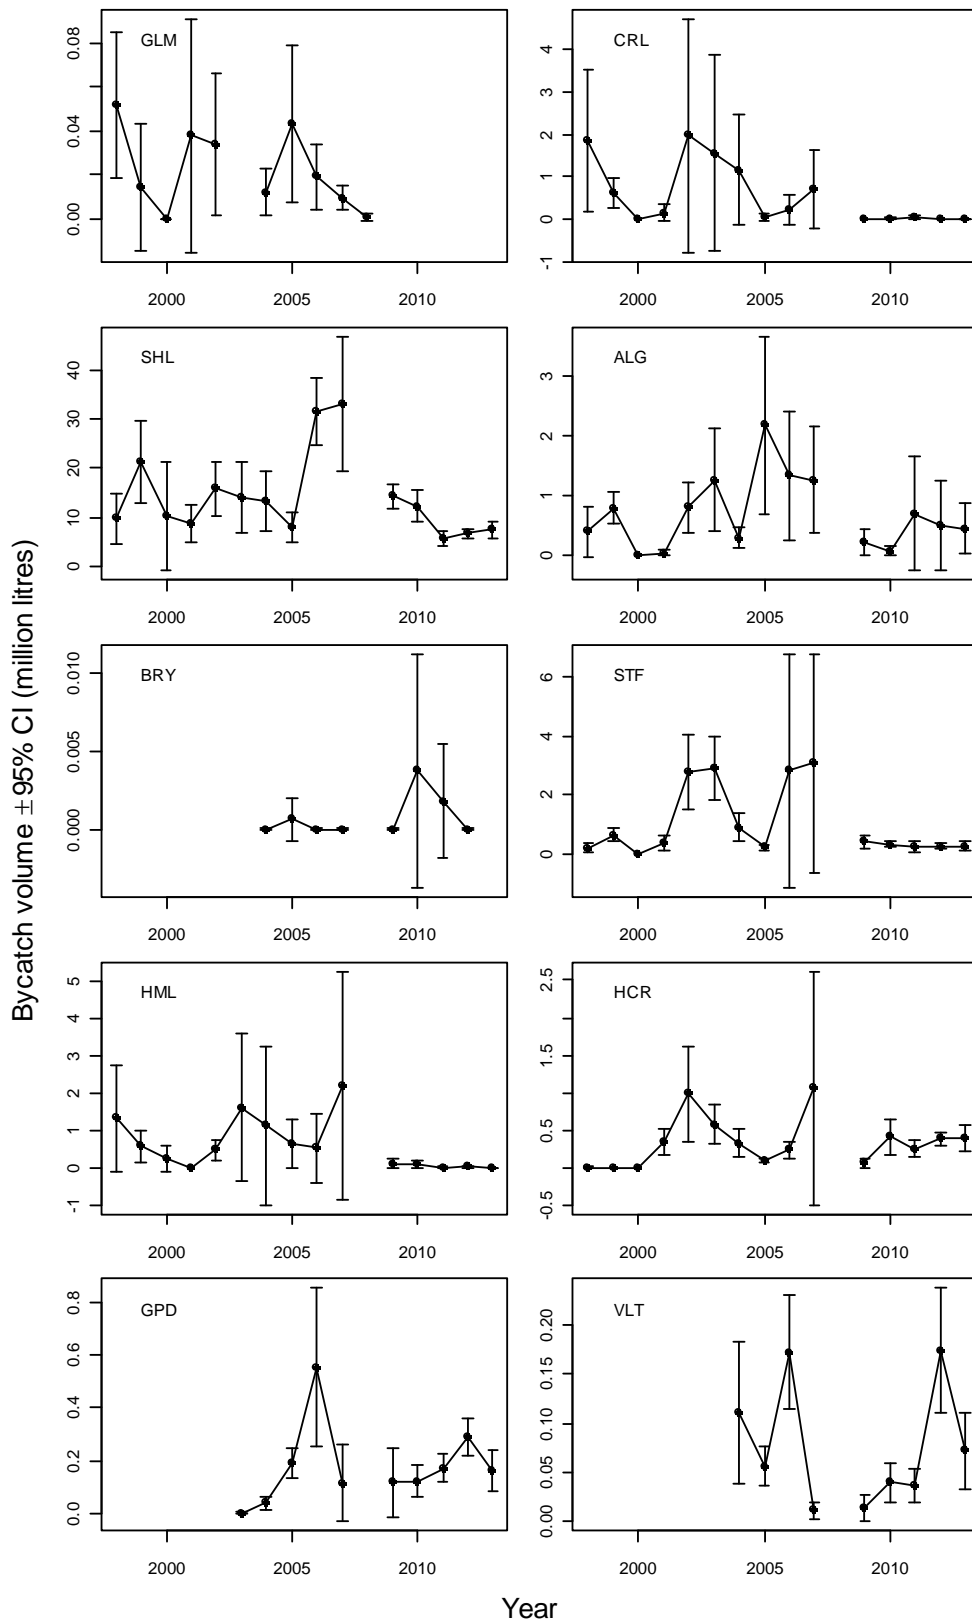 GLM
0.08
0.04
0.00
2000 2005 2010
CRL
4
3
2
1
0
-1
2000 2005 2010
SHL
40
30
20
10
0
2000 2005 2010
ALG
3
2
1
0
2000 2005 2010
BRY
0.010
0.005
0.000
2000 2005 2010
STF
6
4
2
0
2000 2005 2010
HML
5
4
3
2
1
0
-1
2000 2005 2010
HCR
2.5
1.5
0.5
-0.5
2000 2005 2010
GPD
0.8
0.6
0.4
0.2
0.0
2000 2005 2010
VLT
0.20
0.15
0.10
0.05
0.00
2000 2005 2010
Bycatch volume ±95% CI (million litres)
Year